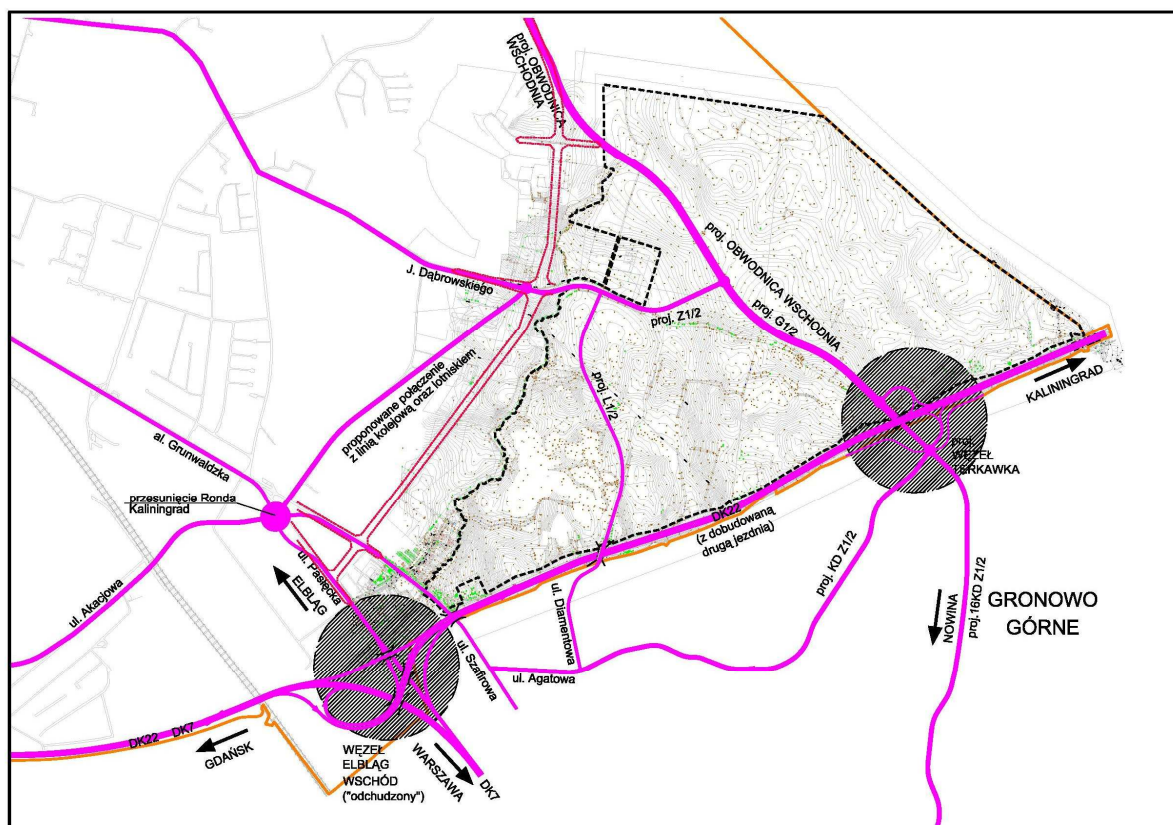 proj. OBWODNICA
WSCHODNIA
J. Dąbrowskiego
proj. OBWODNICA WSCHODNIA
proj. G1/2
proj. Z1/2
proj. L1/2
KALININGRAD
proponowane połączenie
z linią kolejową oraz lotniskiem
al. Grunwaldzka
przesunięcie Ronda
Kaliningrad
proj.
WĘZEŁ
TERKAWKA
DK22
(z dobudowaną
drugą jezdnią)
ul. Pasłęcka
ELBLĄG
ul. Akacjowa
proj. KD Z1/2
proj.16KD Z1/2
NOWINA
GRONOWO
GÓRNE
ul. Diamentowa
ul. Szafirowa
ul. Agatowa
DK22
DK7
GDAŃSK
WĘZEŁ
ELBLĄG
WSCHÓD
("odchudzony")
WARSZAWA
DK7